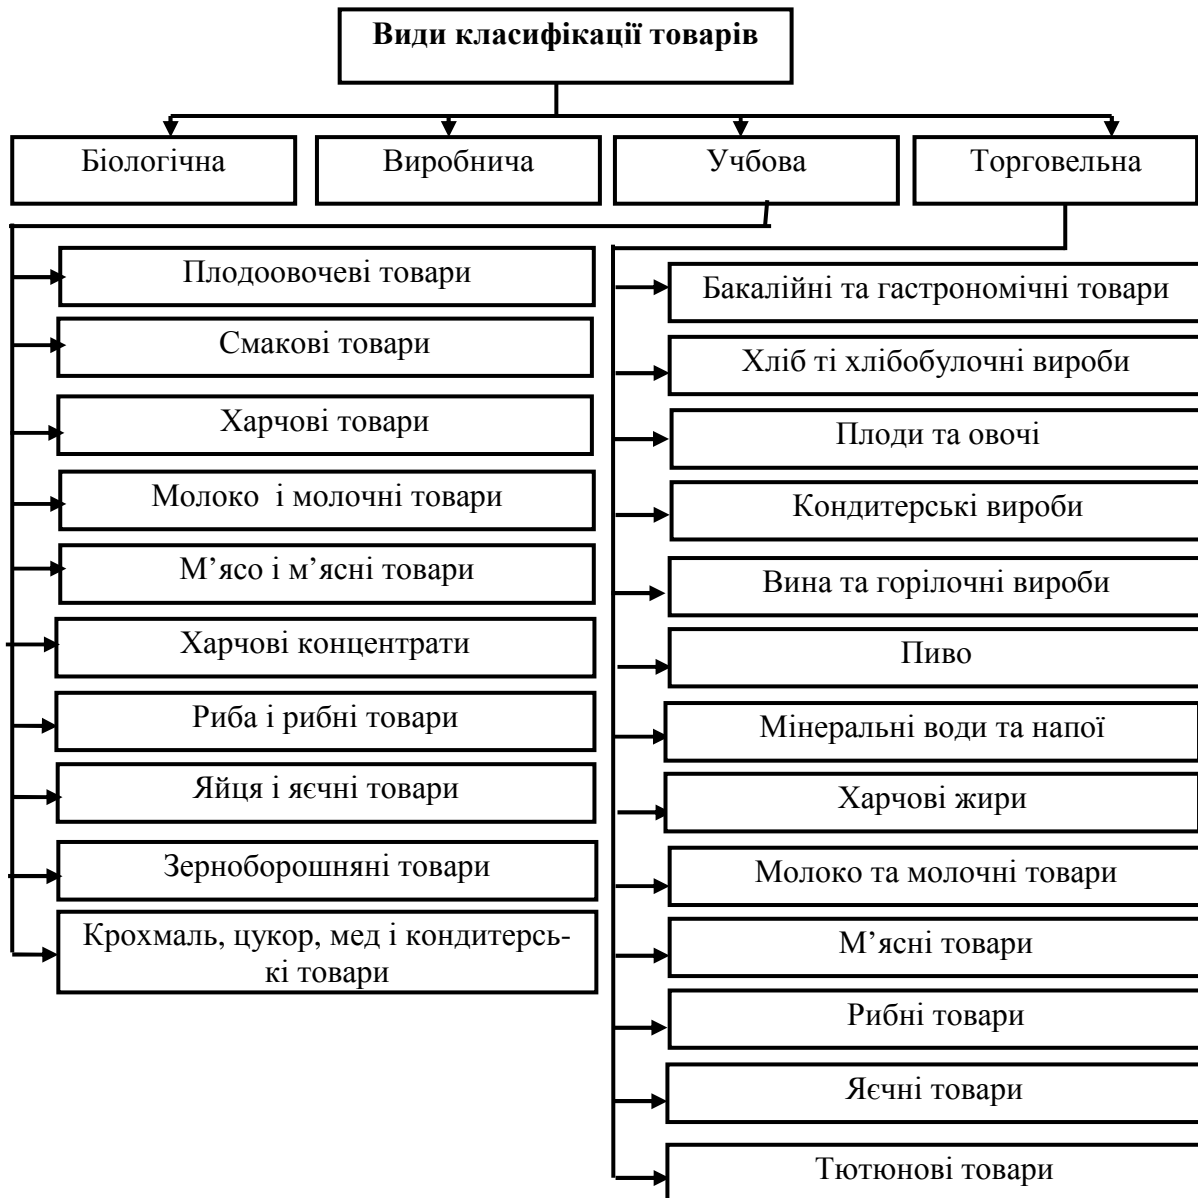 Види класифікації товарів
Біологічна
Виробнича
Учбова
Торговельна
Плодоовочеві товари
Смакові товари
Харчові товари
Молоко і молочні товари
М’ясо і м’ясні товари
Харчові концентрати
Риба і рибні товари
Яйця і яєчні товари
Зерноборошняні товари
Крохмаль, цукор, мед і кондитерсь-
кі товари
Бакалійні та гастрономічні товари
Хліб ті хлібобулочні вироби
Плоди та овочі
Кондитерські вироби
Вина та горілочні вироби
Пиво
Мінеральні води та напої
Харчові жири
Молоко та молочні товари
М’ясні товари
Рибні товари
Яєчні товари
Тютюнові товари